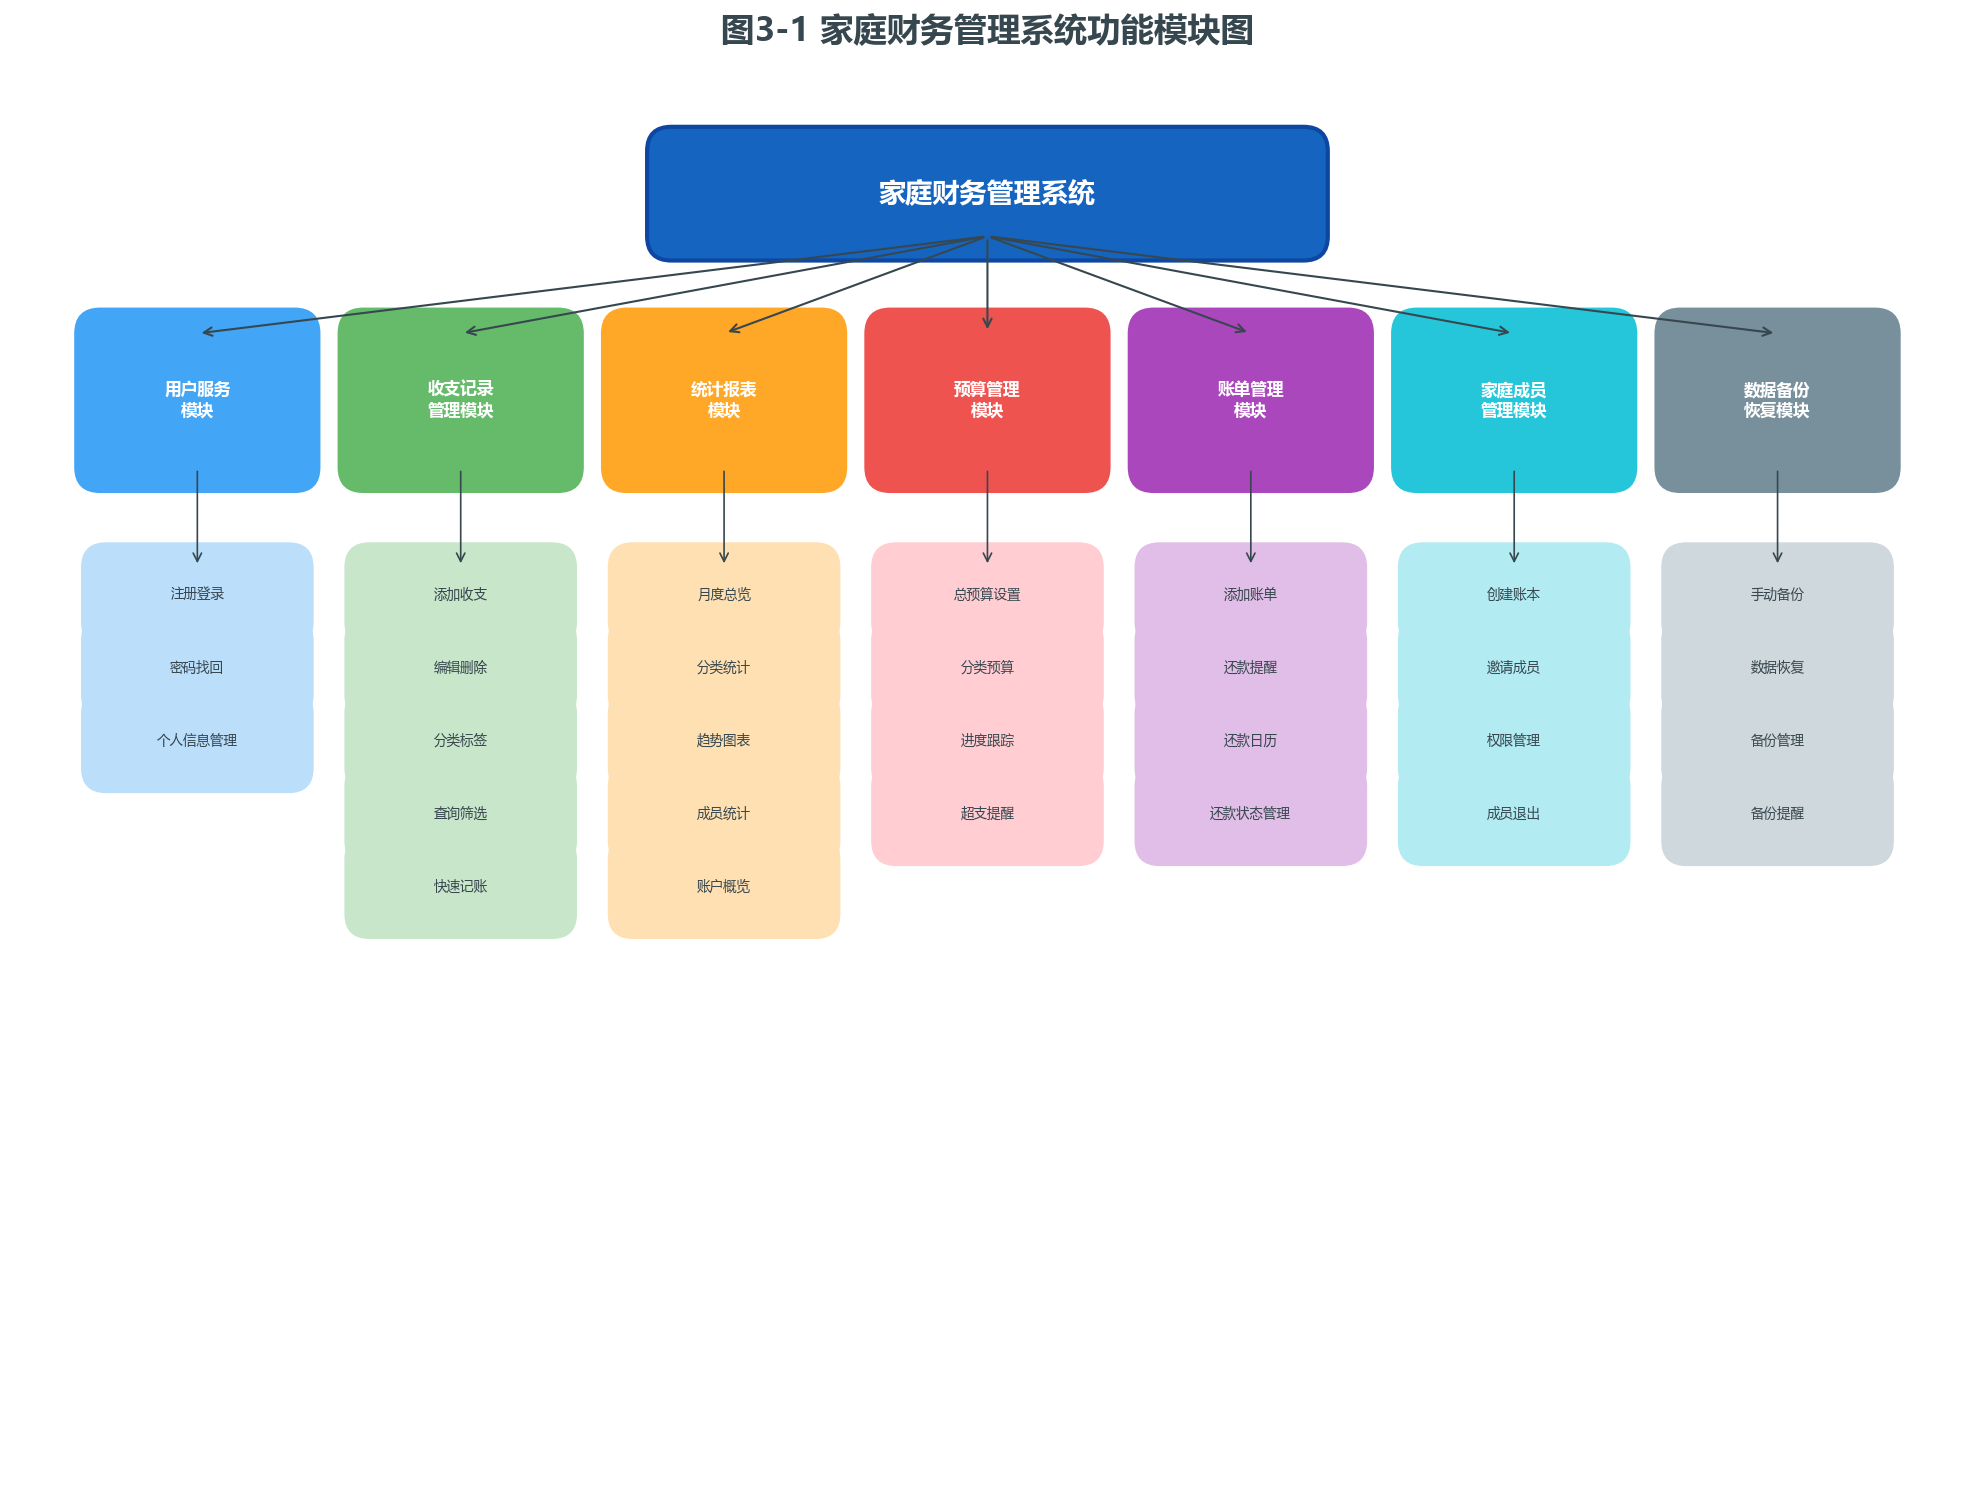 图3-1 家庭财务管理系统功能模块图
家庭财务管理系统
用户服务
模块
收支记录
管理模块
统计报表
模块
预算管理
模块
账单管理
模块
家庭成员
管理模块
数据备份
恢复模块
注册登录
密码找回
个人信息管理
添加收支
编辑删除
分类标签
查询筛选
快速记账
月度总览
分类统计
趋势图表
成员统计
账户概览
总预算设置
分类预算
进度跟踪
超支提醒
添加账单
还款提醒
还款日历
还款状态管理
创建账本
邀请成员
权限管理
成员退出
手动备份
数据恢复
备份管理
备份提醒